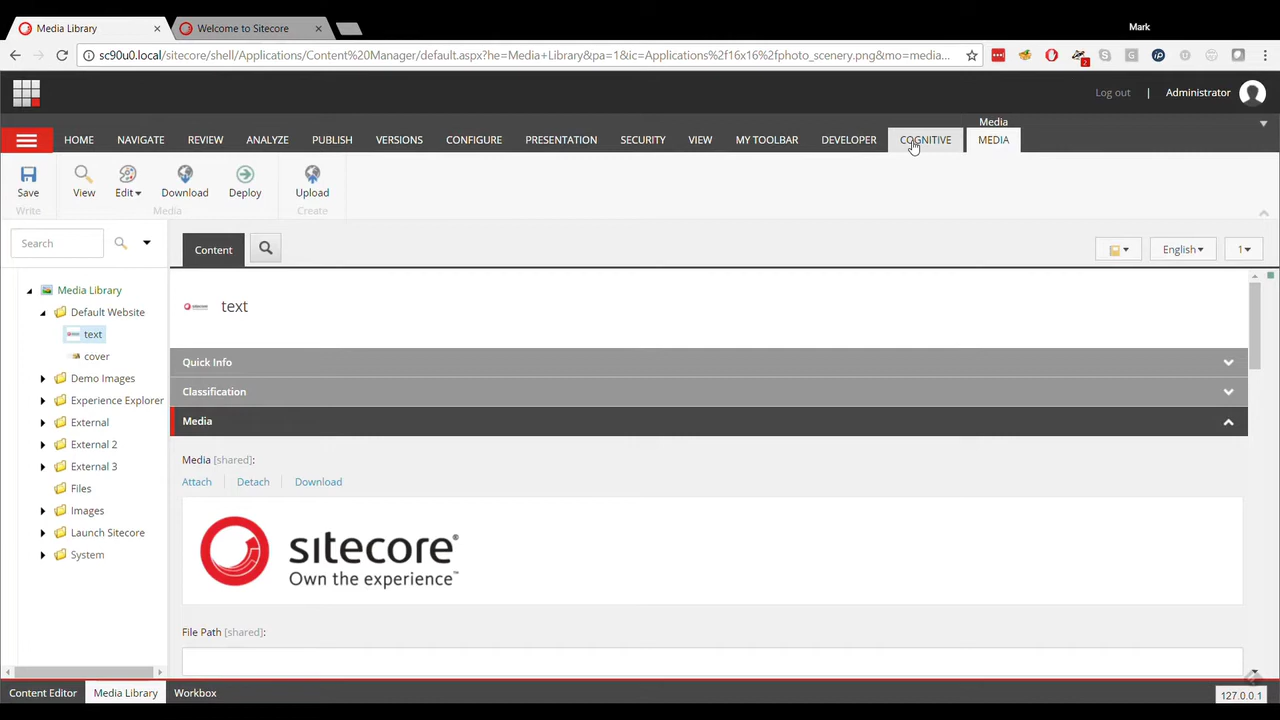 Media Library
Welcome to Sitecore
Mark
sc90u0.local/sitecore/shell/Applications/Content%20Manager/default.aspx?he=Media+Library&pa=1&ic=Applications%2f16x16%2fphoto_scenery.png&mo=media...
2
Log out | Administrator
Media
HOME NAVIGATE REVIEW ANALYZE PUBLISH VERSIONS CONFIGURE PRESENTATION SECURITY VIEW MY TOOLBAR DEVELOPER COGNITIVE MEDIA
Save View Edit Download Deploy Upload
Write Media Create
Search
Content
English
1
Media Library
Default Website
text
cover
Demo Images
Experience Explorer
External
External 2
External 3
Files
Images
Launch Sitecore
System
text
Quick Info
Classification
Media
Media [shared]:
Attach | Detach | Download
sitecore®
Own the experience™
File Path [shared]:
Content Editor Media Library Workbox
127.0.0.1